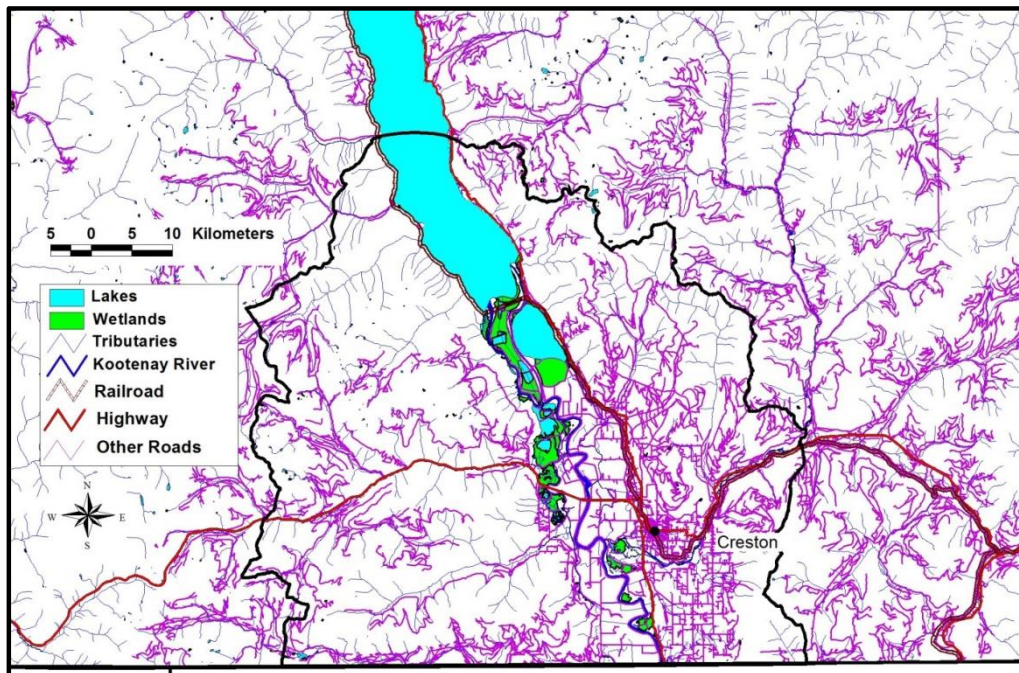 5 0 5 10 Kilometers
Lakes
Wetlands
Tributaries
Kootenay River
Railroad
Highway
Other Roads
N
W E
S
Creston